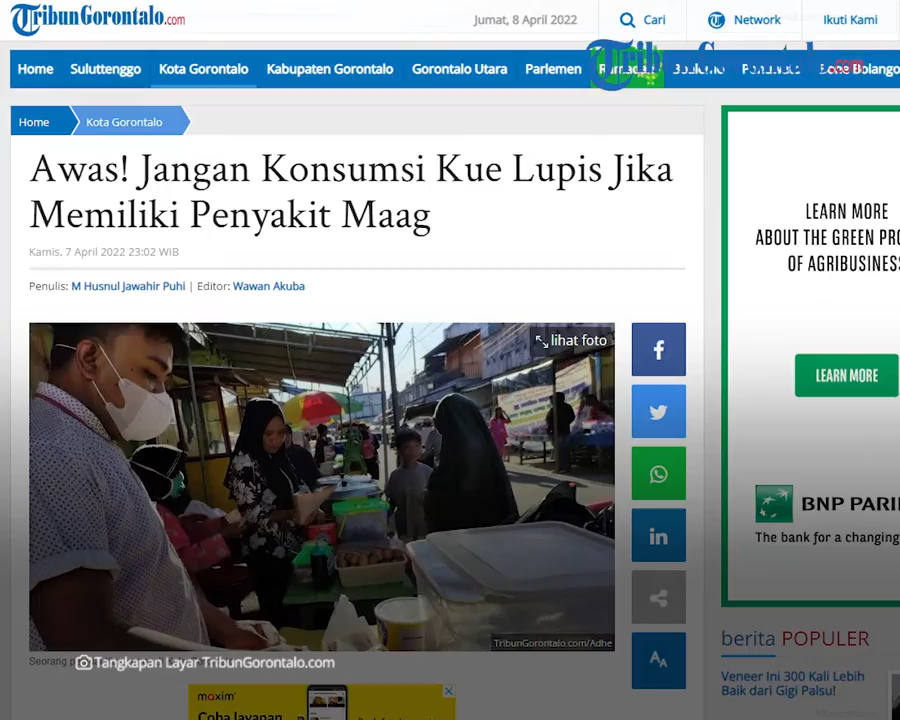 TribunGorontalo.com
Jumat, 8 April 2022
Cari
Network
Ikuti Kami
Home Suluttenggo Kota Gorontalo Kabupaten Gorontalo Gorontalo Utara Parlemen
Home
Kota Gorontalo
Awas! Jangan Konsumsi Kue Lupis Jika
Memiliki Penyakit Maag
Kamis, 7 April 2022 23:02 WIB
Penulis: M Husnul Jawahir Puhi | Editor: Wawan Akuba
lihat foto
TribunGorontalo.com/Adhe
Seorang
Tangkapan Layar TribunGorontalo.com
maxim
Coba layanan
LEARN MORE
ABOUT THE GREEN PRO
OF AGRIBUSINESS
LEARN MORE
BNP PARI
The bank for a changing
berita POPULER
Veneer Ini 300 Kali Lebih
Baik dari Gigi Palsu!